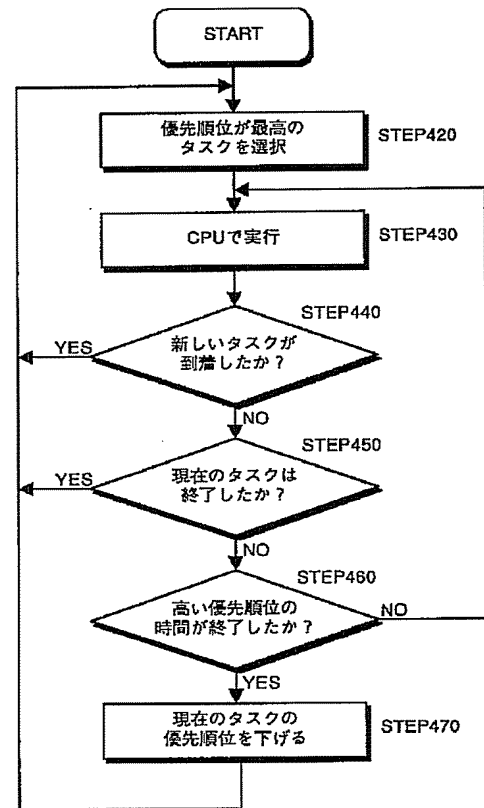 START
優先順位が最高の
タスクを選択
STEP420
CPUで実行
STEP430
STEP440
新しいタスクが
到着したか？
YES
NO
STEP450
現在のタスクは
終了したか？
YES
NO
STEP460
高い優先順位の
時間が終了したか？
NO
YES
現在のタスクの
優先順位を下げる
STEP470